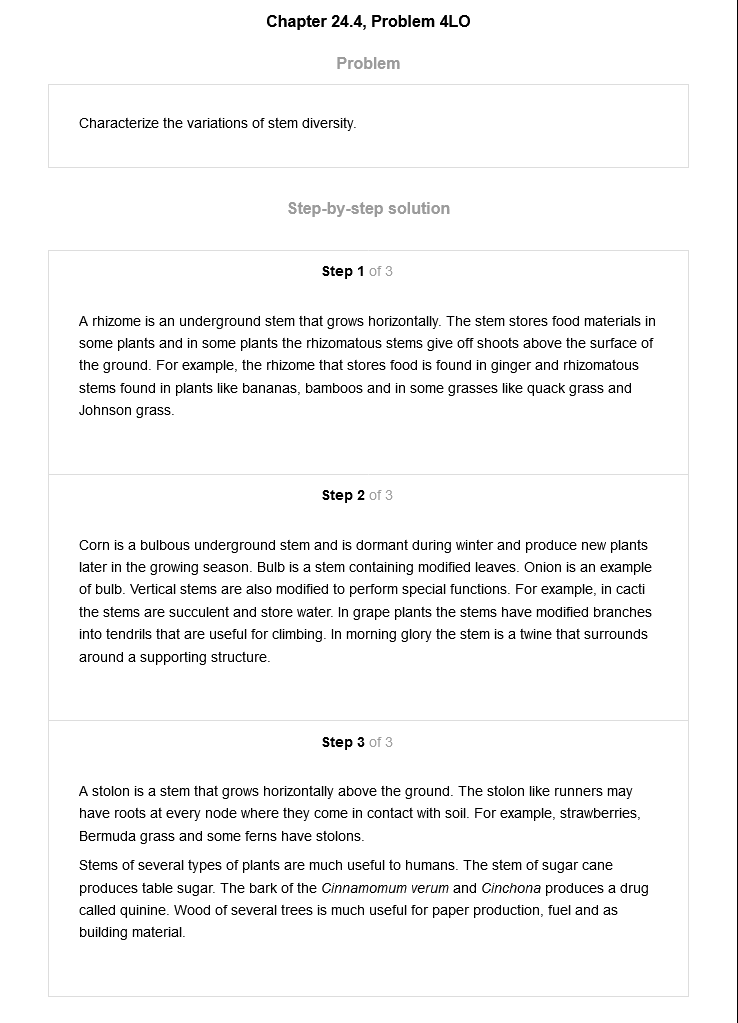 Chapter 24.4, Problem 4LO
Problem
Characterize the variations of stem diversity.
Step-by-step solution
Step 1 of 3
A rhizome is an underground stem that grows horizontally. The stem stores food materials in
some plants and in some plants the rhizomatous stems give off shoots above the surface of
the ground. For example, the rhizome that stores food is found in ginger and rhizomatous
stems found in plants like bananas, bamboos and in some grasses like quack grass and
Johnson grass.
Step 2 of 3
Corn is a bulbous underground stem and is dormant during winter and produce new plants
later in the growing season. Bulb is a stem containing modified leaves. Onion is an example
of bulb. Vertical stems are also modified to perform special functions. For example, in cacti
the stems are succulent and store water. In grape plants the stems have modified branches
into tendrils that are useful for climbing. In morning glory the stem is a twine that surrounds
around a supporting structure.
Step 3 of 3
A stolon is a stem that grows horizontally above the ground. The stolon like runners may
have roots at every node where they come in contact with soil. For example, strawberries,
Bermuda grass and some ferns have stolons.
Stems of several types of plants are much useful to humans. The stem of sugar cane
produces table sugar. The bark of the Cinnamomum verum and Cinchona produces a drug
called quinine. Wood of several trees is much useful for paper production, fuel and as
building material.